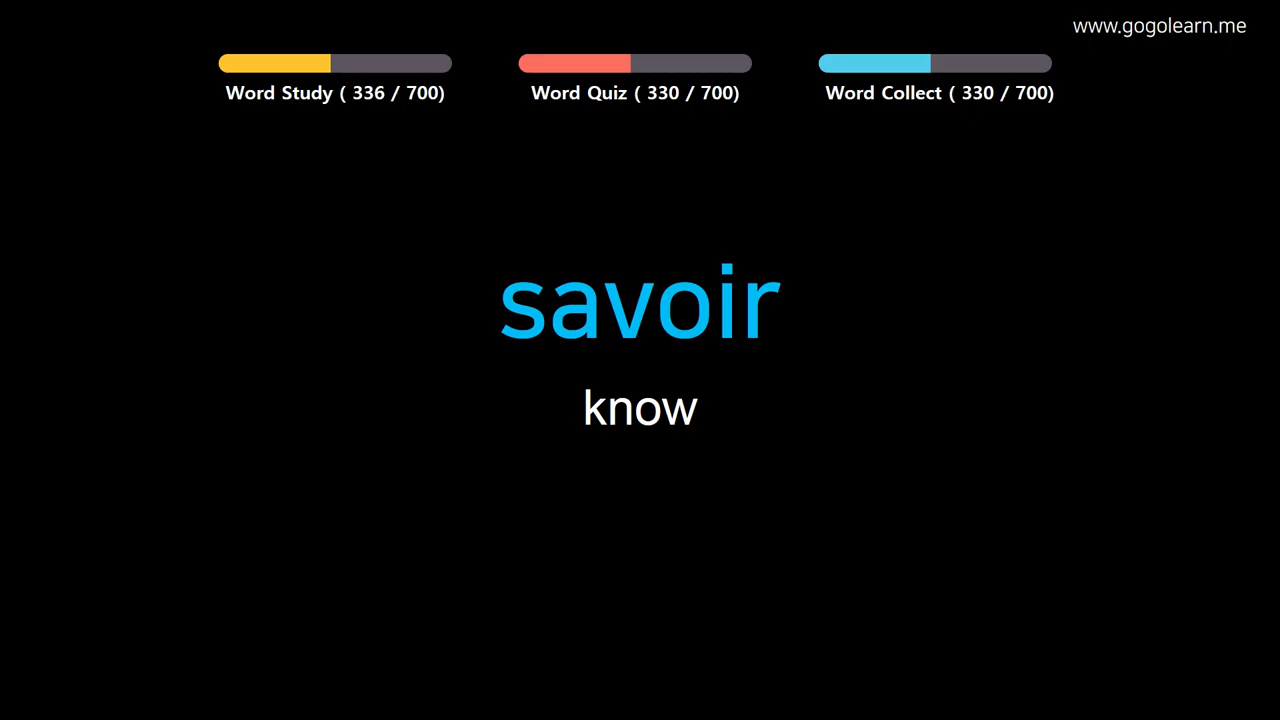 www.gogolearn.me
Word Study ( 336 / 700)
Word Quiz ( 330 / 700)
Word Collect ( 330 / 700)
savoir
know